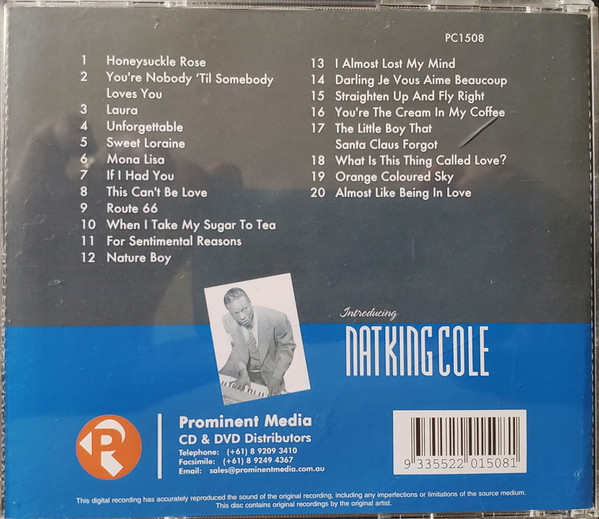 PC1508
1 Honeysuckle Rose
2 You're Nobody 'Til Somebody
Loves You
3 Laura
4 Unforgettable
5 Sweet Loraine
6 Mona Lisa
7 If I Had You
8 This Can't Be Love
9 Route 66
10 When I Take My Sugar To Tea
11 For Sentimental Reasons
12 Nature Boy
13 I Almost Lost My Mind
14 Darling Je Vous Aime Beaucoup
15 Straighten Up And Fly Right
16 You're The Cream In My Coffee
17 The Little Boy That
Santa Claus Forgot
18 What Is This Thing Called Love?
19 Orange Coloured Sky
20 Almost Like Being In Love
Introducing
NAT KING COLE
Prominent Media
CD & DVD Distributors
Telephone: (+61) 8 9209 3410
Facsimile: (+61) 8 9249 4367
Email: sales@prominentmedia.com.au
9 335522 015081
This digital recording has accurately reproduced the sound of the original recording, including any imperfections or limitations of the source medium.
This disc contains original recordings by the original artist.